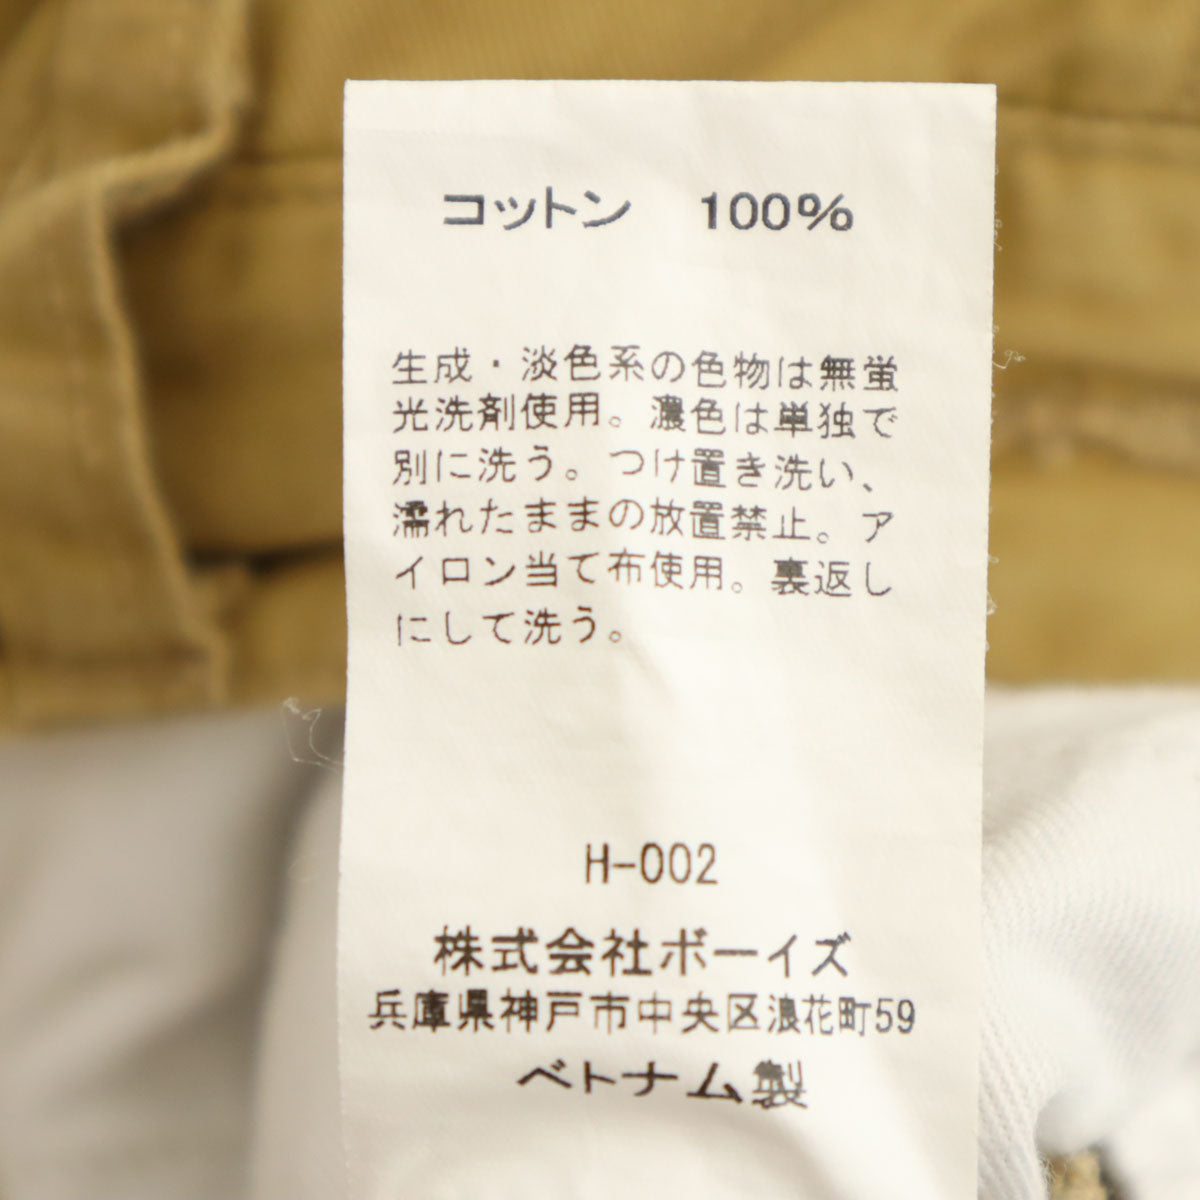 コットン　100%
生成・淡色系の色物は無蛍
光洗剤使用。濃色は単独で
別に洗う。つけ置き洗い、
濡れたままの放置禁止。ア
イロン当て布使用。裏返し
にして洗う。
H-002
株式会社ボーイズ
兵庫県神戸市中央区浪花町59
ベトナム製